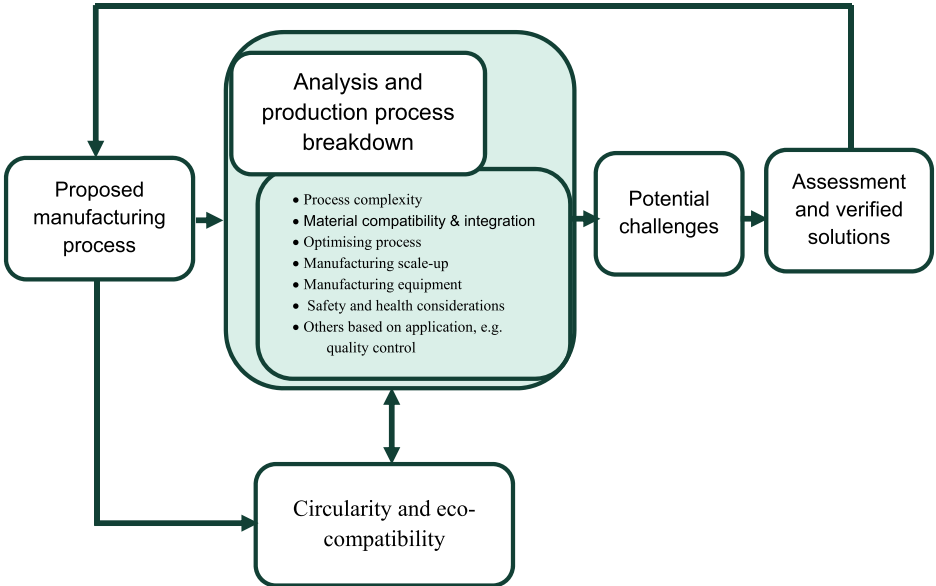 Analysis and
production process
breakdown
Proposed
manufacturing
process
• Process complexity
• Material compatibility & integration
• Optimising process
• Manufacturing scale-up
• Manufacturing equipment
• Safety and health considerations
• Others based on application, e.g.
quality control
Potential
challenges
Assessment
and verified
solutions
Circularity and eco-
compatibility